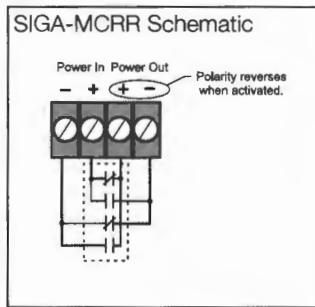 SIGA-MCRR Schematic
Power In Power Out
Polarity reverses
when activated.
− + + −